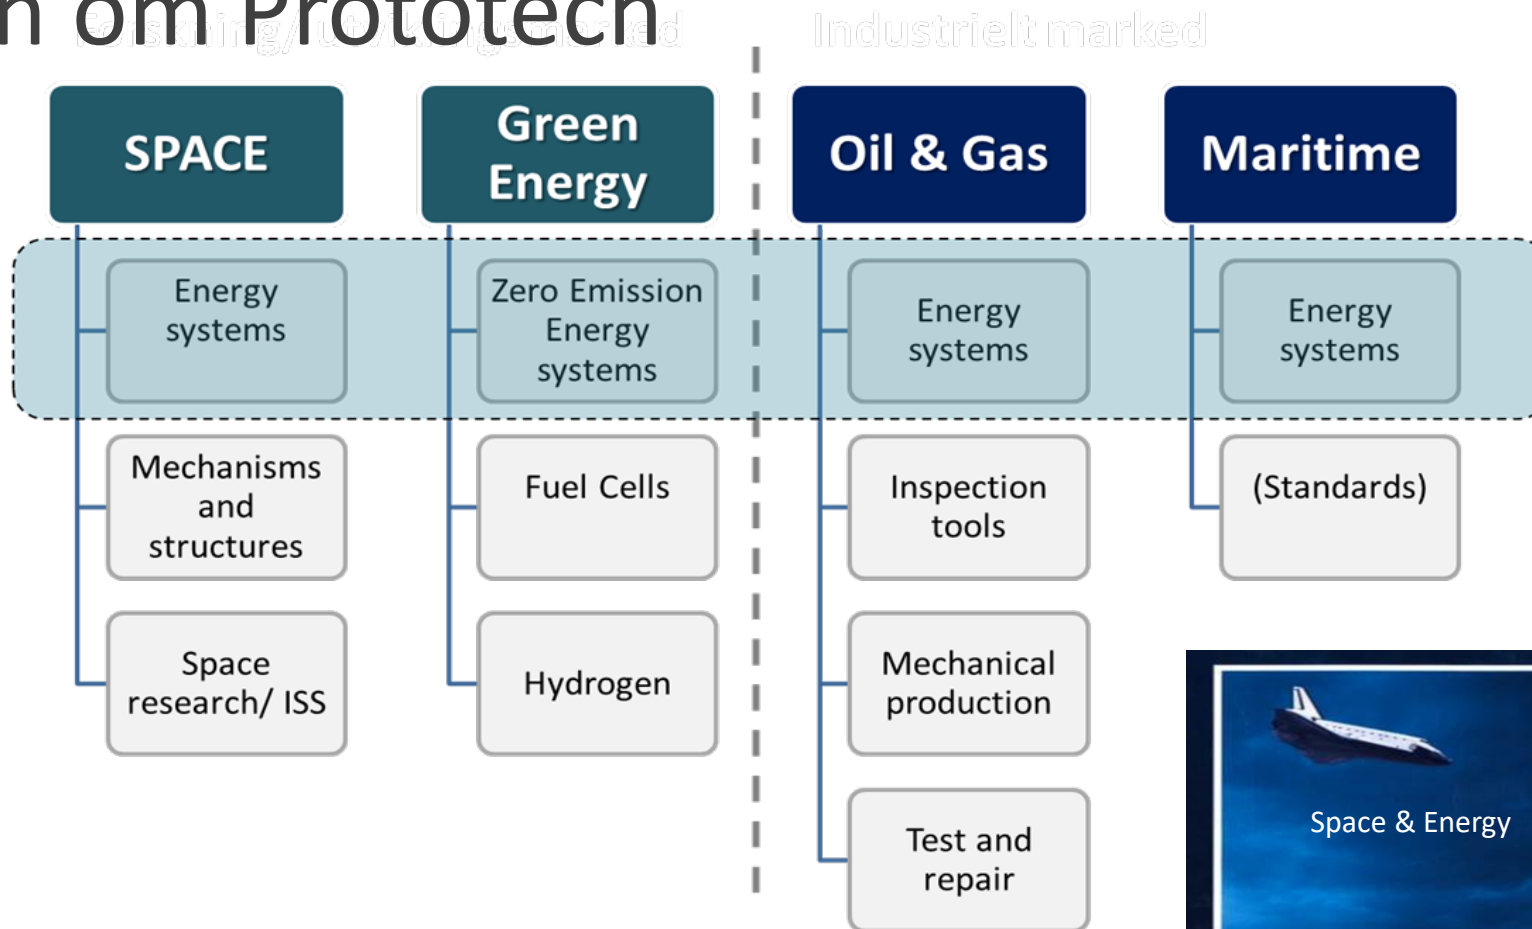 n om Prototech
Forskning/utviklingsmarked
Industrielt marked
SPACE
Energy
systems
Mechanisms
and
structures
Space
research/ ISS
Green
Energy
Zero Emission
Energy
systems
Fuel Cells
Hydrogen
Oil & Gas
Energy
systems
Inspection
tools
Mechanical
production
Test and
repair
Maritime
Energy
systems
(Standards)
Space & Energy